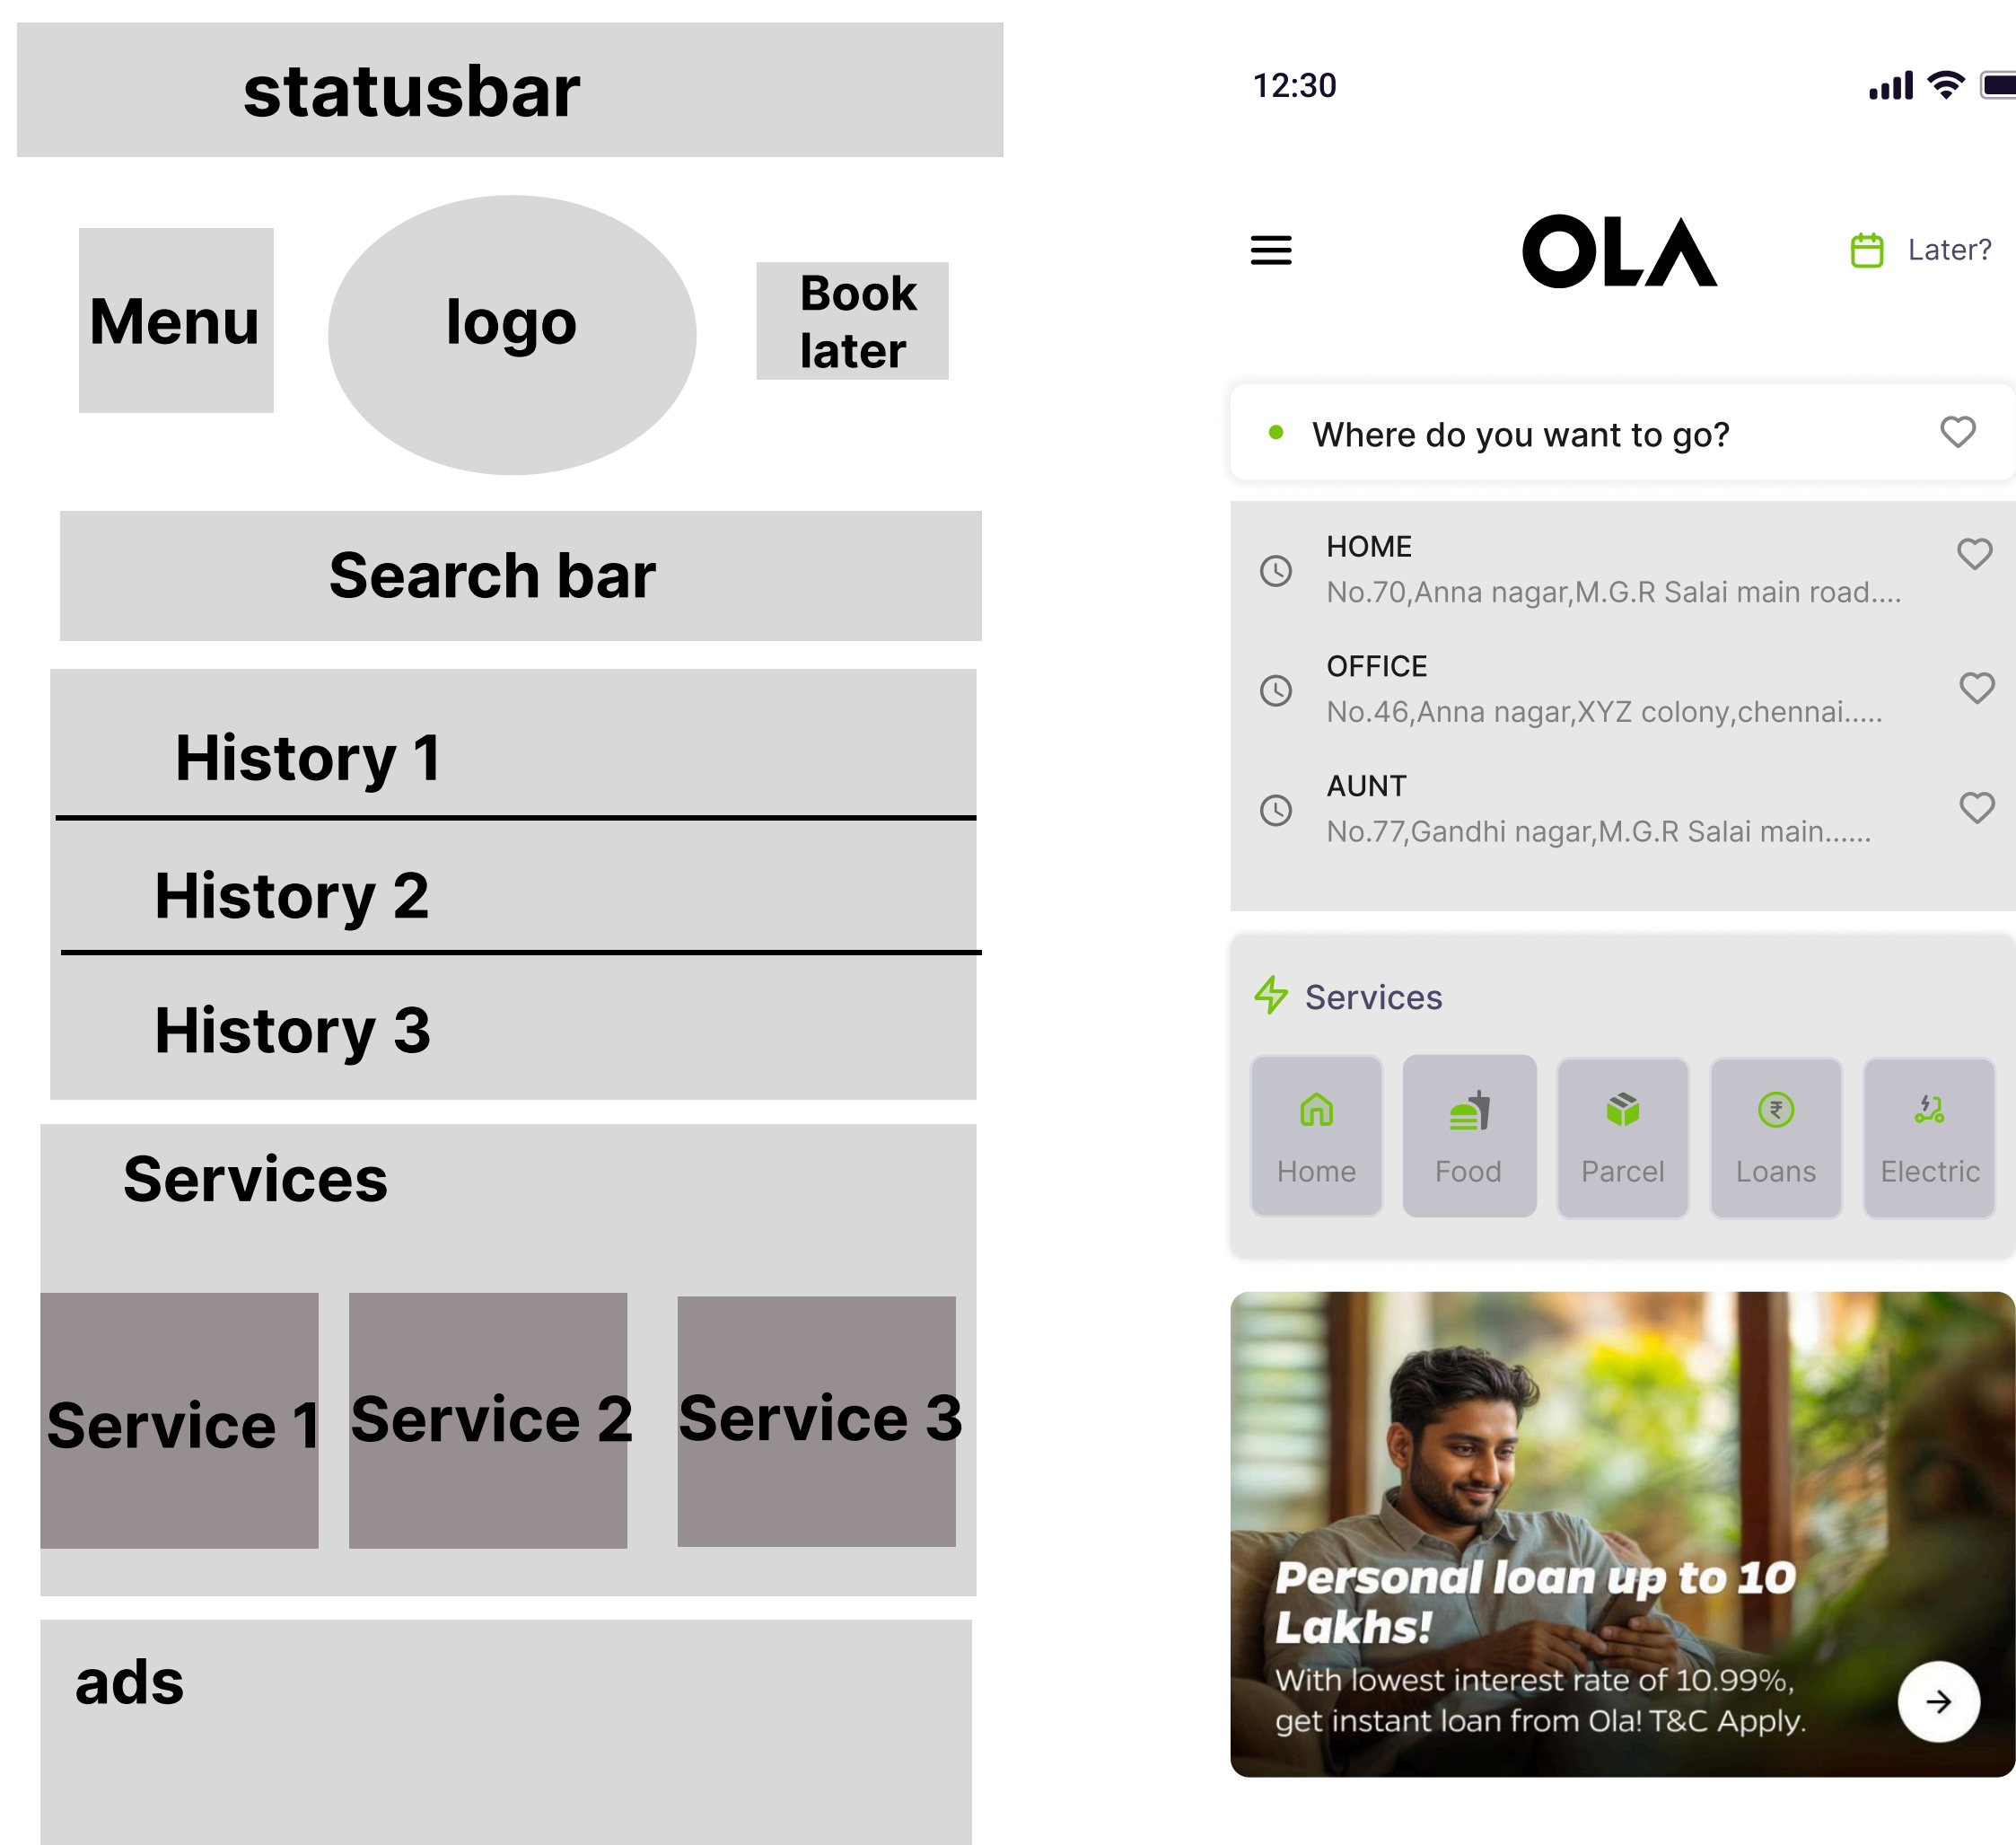 statusbar
Menu
logo
Book
later
Search bar
History 1
History 2
History 3
Services
Service 1
Service 2
Service 3
ads
12:30
OLA
Later?
Where do you want to go?
HOME
No.70,Anna nagar,M.G.R Salai main road....
OFFICE
No.46,Anna nagar,XYZ colony,chennai.....
AUNT
No.77,Gandhi nagar,M.G.R Salai main......
Services
Home
Food
Parcel
₹
Loans
Electric
Personal loan up to 10
Lakhs!
With lowest interest rate of 10.99%,
get instant loan from Ola! T&C Apply.